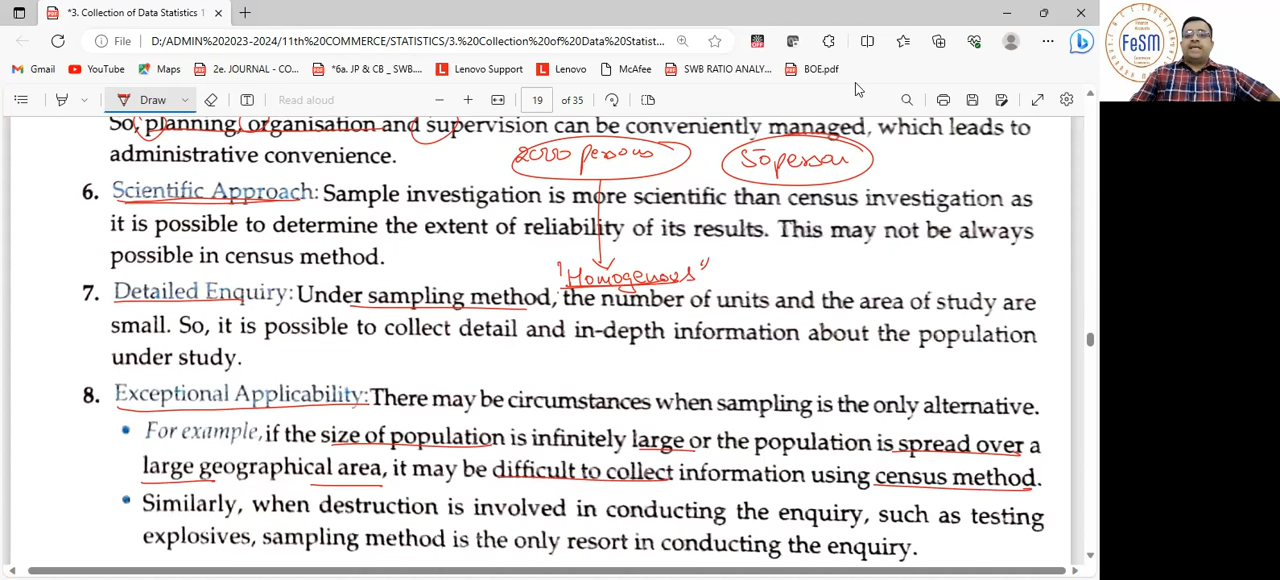 *3. Collection of Data Statistics 1
File
D:/ADMIN%202023-2024/11th%20COMMERCE/STATISTICS/3.%20Collection%20of%20Data%20Statist...
OFF
Gmail YouTube Maps 2e. JOURNAL - CO... *6a. JP & CB _ SWB... Lenovo Support Lenovo McAfee SWB RATIO ANALY... BOE.pdf
Draw Read aloud 19 of 35
FeSM
So, planning, organisation and supervision can be conveniently managed, which leads to
administrative convenience.
2000 persons 50 person
6. Scientific Approach: Sample investigation is more scientific than census investigation as
it is possible to determine the extent of reliability of its results. This may not be always
possible in census method.
"Homogenous"
7. Detailed Enquiry: Under sampling method, the number of units and the area of study are
small. So, it is possible to collect detail and in-depth information about the population
under study.
8. Exceptional Applicability: There may be circumstances when sampling is the only alternative.
• For example, if the size of population is infinitely large or the population is spread over a
large geographical area, it may be difficult to collect information using census method.
• Similarly, when destruction is involved in conducting the enquiry, such as testing
explosives, sampling method is the only resort in conducting the enquiry.